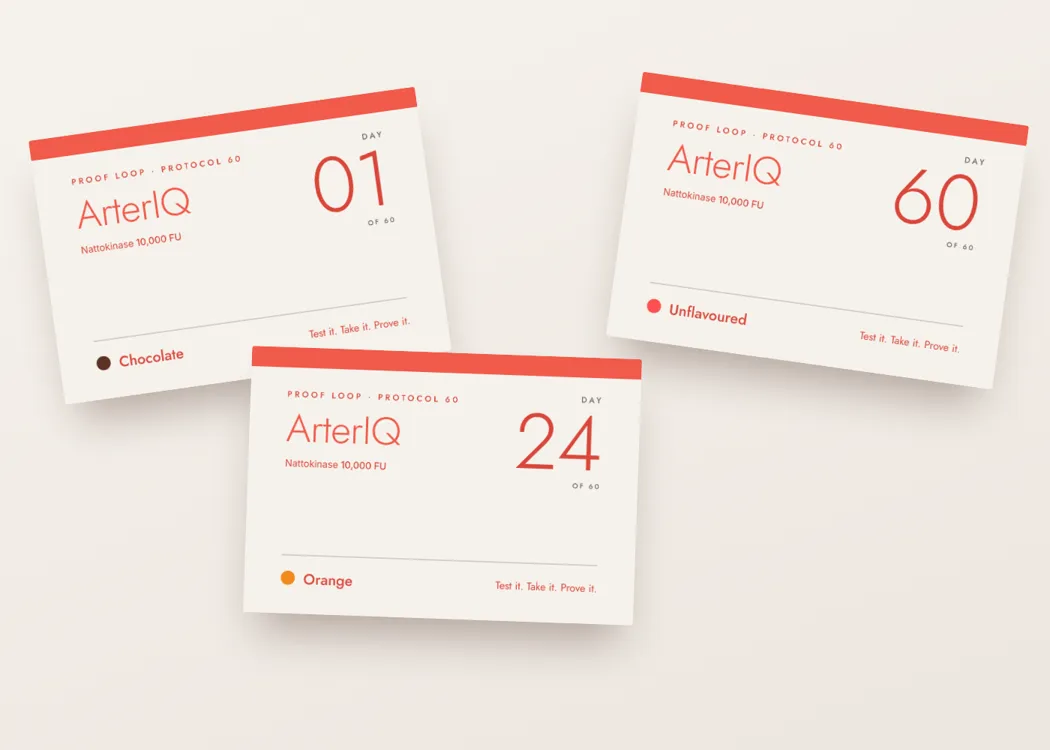 PROOF LOOP · PROTOCOL 60
ArterIQ
Nattokinase 10,000 FU
DAY
01
OF 60
Chocolate
Test it. Take it. Prove it.
PROOF LOOP · PROTOCOL 60
ArterIQ
Nattokinase 10,000 FU
DAY
60
OF 60
Unflavoured
Test it. Take it. Prove it.
PROOF LOOP · PROTOCOL 60
ArterIQ
Nattokinase 10,000 FU
DAY
24
OF 60
Orange
Test it. Take it. Prove it.